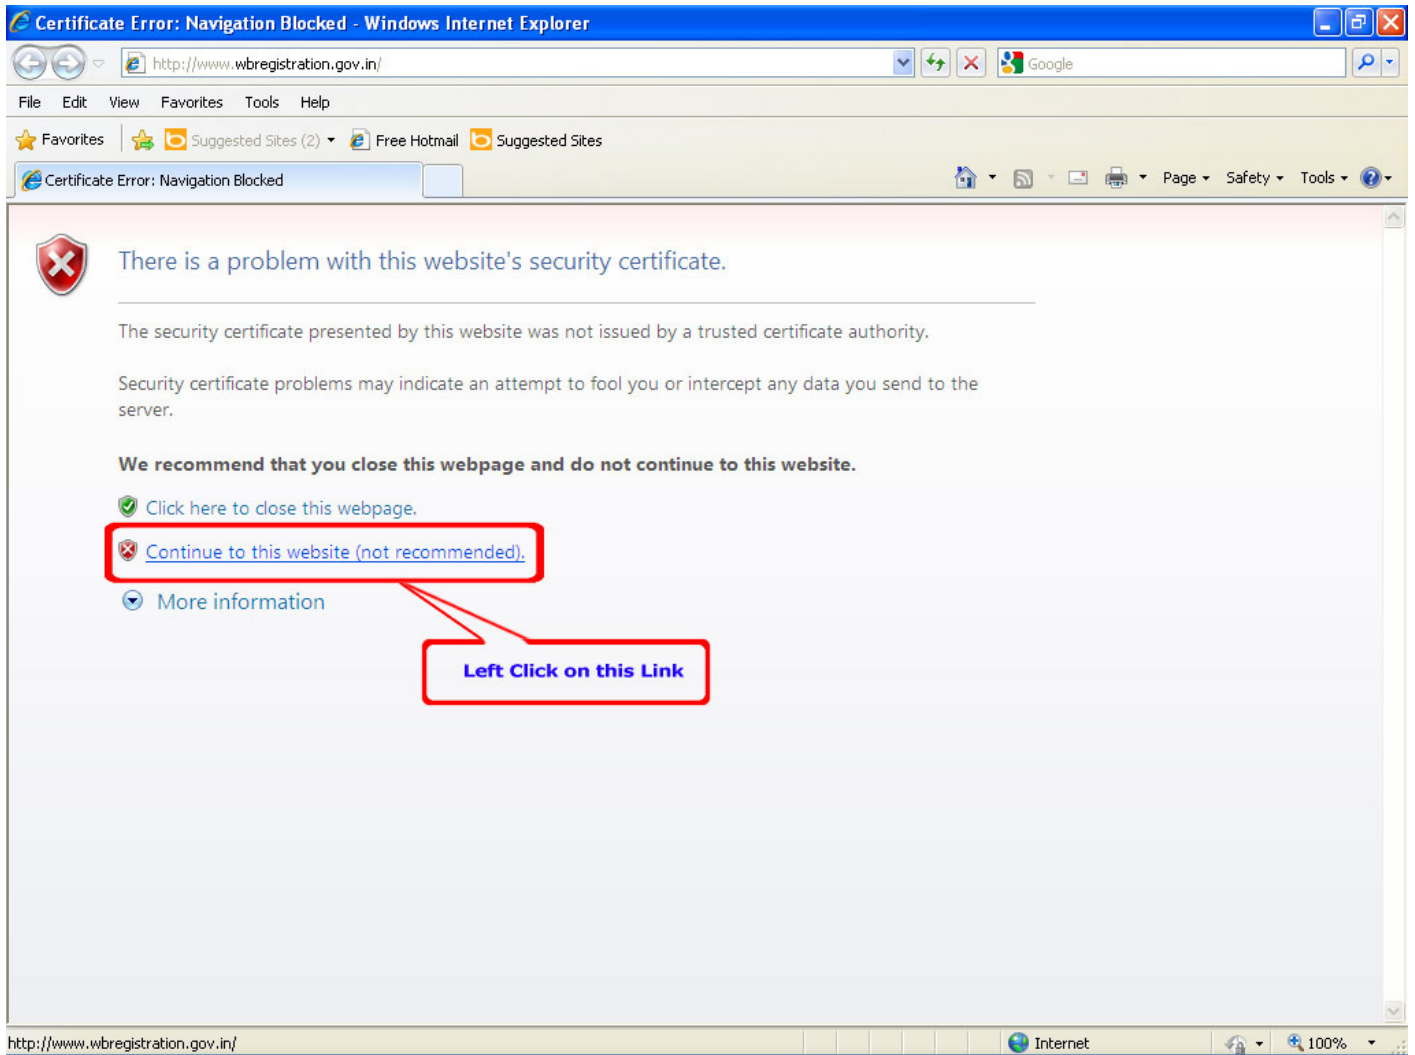 Certificate Error: Navigation Blocked - Windows Internet Explorer
http://www.wbregistration.gov.in/
Google
File Edit View Favorites Tools Help
Favorites Suggested Sites (2) Free Hotmail Suggested Sites
Certificate Error: Navigation Blocked
Page Safety Tools
There is a problem with this website's security certificate.
The security certificate presented by this website was not issued by a trusted certificate authority.
Security certificate problems may indicate an attempt to fool you or intercept any data you send to the
server.
We recommend that you close this webpage and do not continue to this website.
Click here to close this webpage.
Continue to this website (not recommended).
More information
Left Click on this Link
http://www.wbregistration.gov.in/ Internet 100%